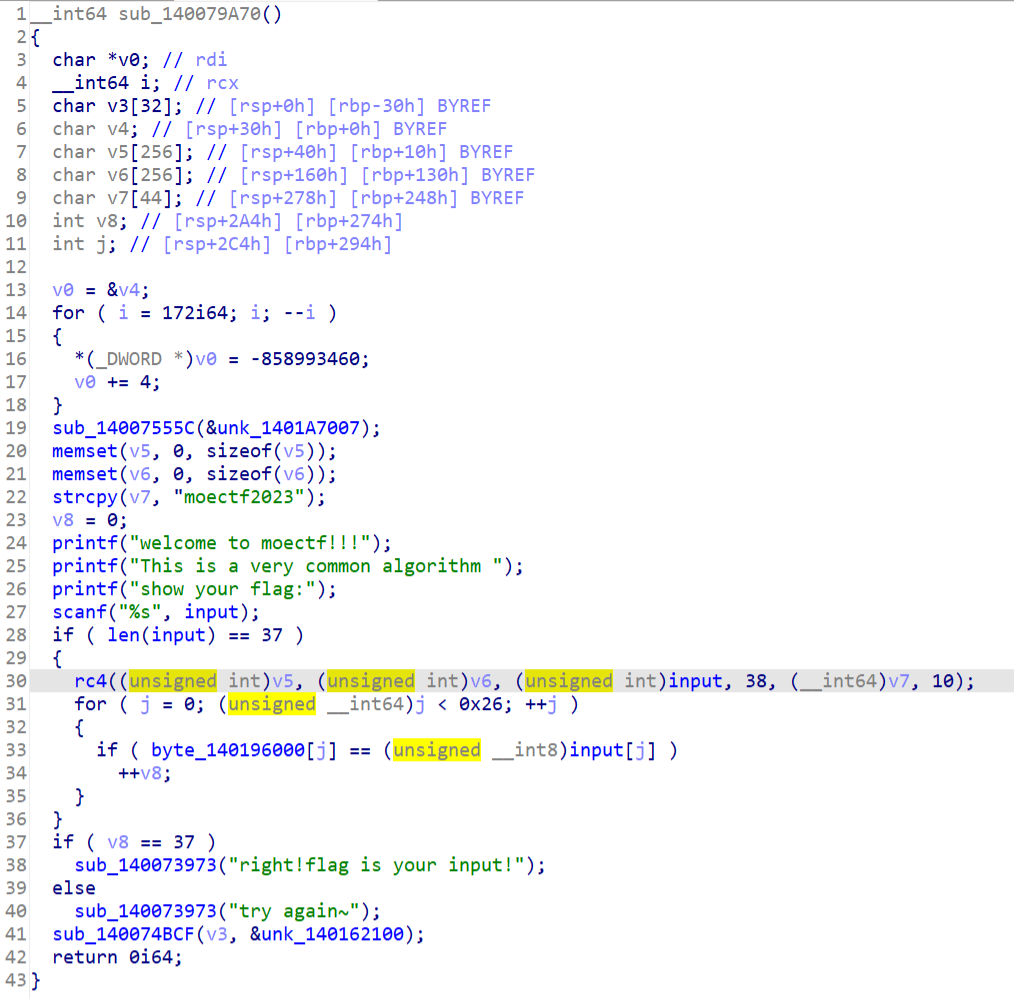 1 __int64 sub_140079A70()
2 {
3   char *v0; // rdi
4   __int64 i; // rcx
5   char v3[32]; // [rsp+0h] [rbp-30h] BYREF
6   char v4; // [rsp+30h] [rbp+0h] BYREF
7   char v5[256]; // [rsp+40h] [rbp+10h] BYREF
8   char v6[256]; // [rsp+160h] [rbp+130h] BYREF
9   char v7[44]; // [rsp+278h] [rbp+248h] BYREF
10   int v8; // [rsp+2A4h] [rbp+274h]
11   int j; // [rsp+2C4h] [rbp+294h]
12
13   v0 = &v4;
14   for ( i = 172i64; i; --i )
15   {
16     *(_DWORD *)v0 = -858993460;
17     v0 += 4;
18   }
19   sub_14007555C(&unk_1401A7007);
20   memset(v5, 0, sizeof(v5));
21   memset(v6, 0, sizeof(v6));
22   strcpy(v7, "moectf2023");
23   v8 = 0;
24   printf("welcome to moectf!!!");
25   printf("This is a very common algorithm ");
26   printf("show your flag:");
27   scanf("%s", input);
28   if ( len(input) == 37 )
29   {
30     rc4((unsigned int)v5, (unsigned int)v6, (unsigned int)input, 38, (__int64)v7, 10);
31     for ( j = 0; (unsigned __int64)j < 0x26; ++j )
32     {
33       if ( byte_140196000[j] == (unsigned __int8)input[j] )
34         ++v8;
35     }
36   }
37   if ( v8 == 37 )
38     sub_140073973("right!flag is your input!");
39   else
40     sub_140073973("try again~");
41   sub_140074BCF(v3, &unk_140162100);
42   return 0i64;
43 }